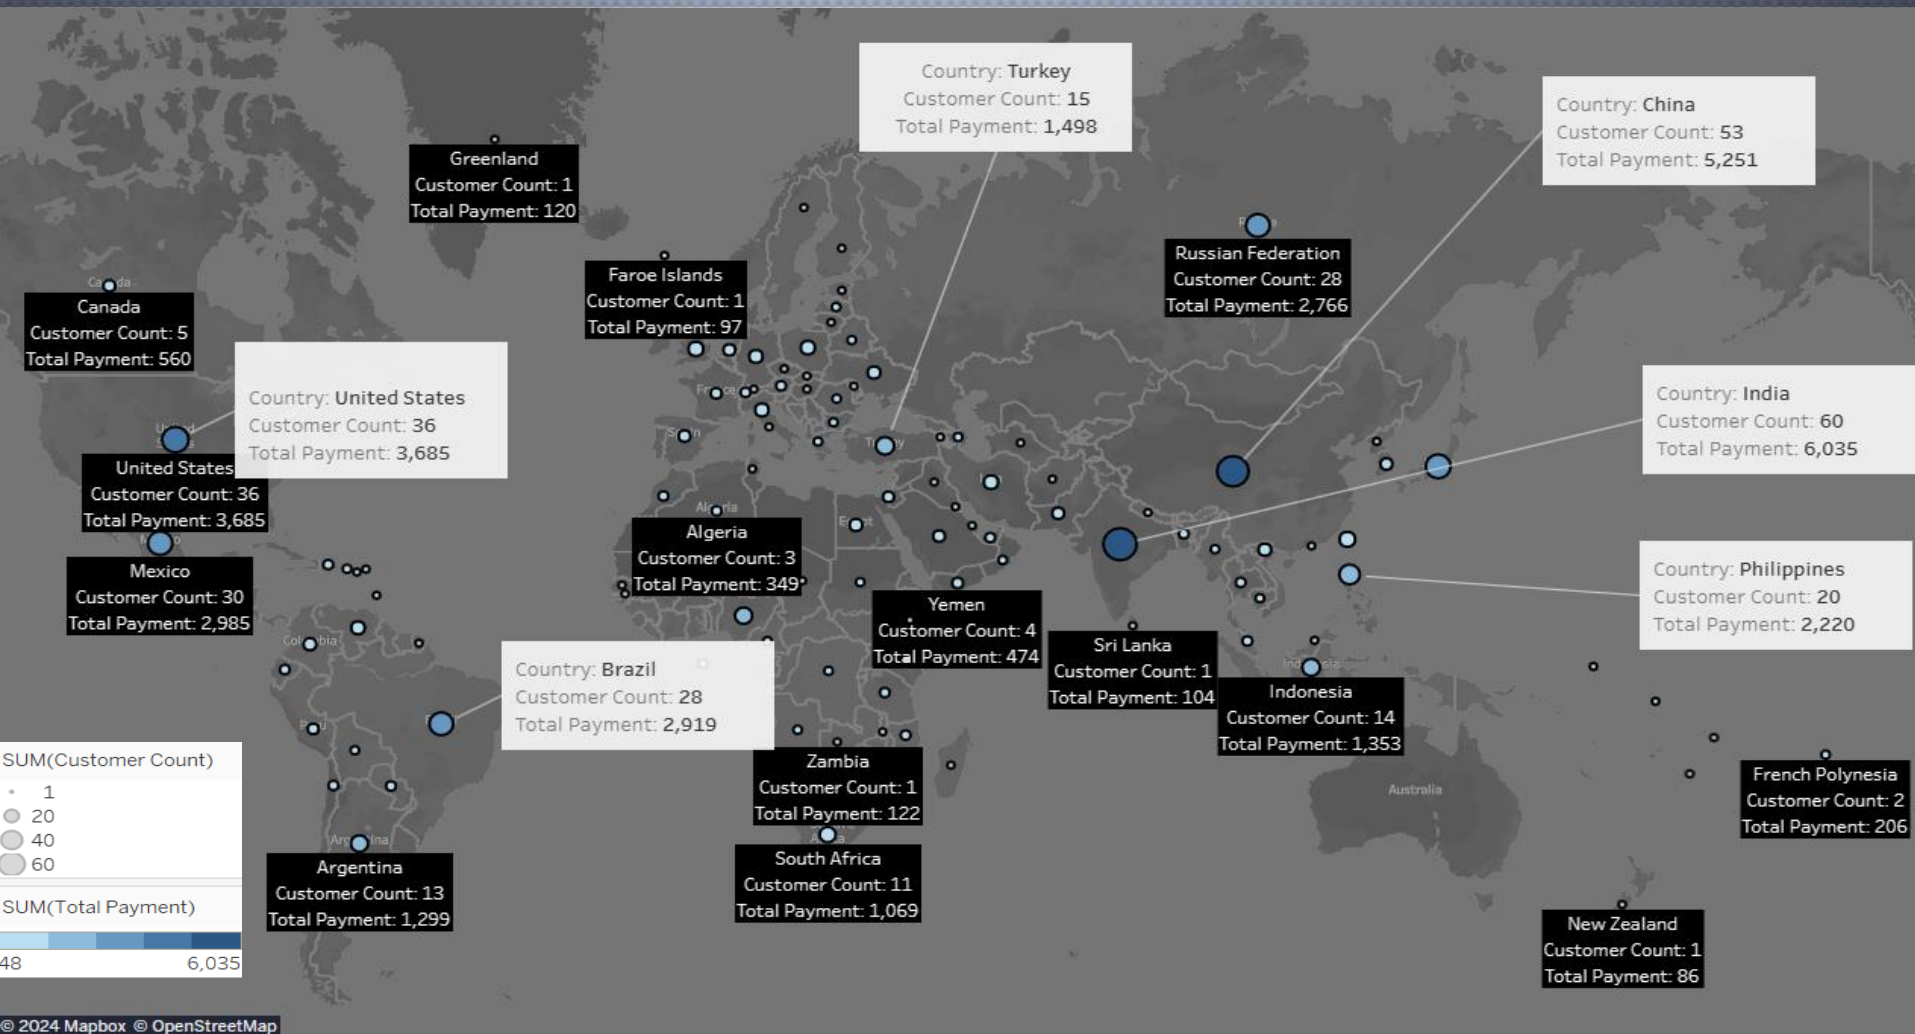 Country: Turkey
Customer Count: 15
Total Payment: 1,498
Country: China
Customer Count: 53
Total Payment: 5,251
Greenland
Customer Count: 1
Total Payment: 120
Russian Federation
Customer Count: 28
Total Payment: 2,766
Faroe Islands
Customer Count: 1
Total Payment: 97
Canada
Customer Count: 5
Total Payment: 560
Country: United States
Customer Count: 36
Total Payment: 3,685
Country: India
Customer Count: 60
Total Payment: 6,035
United States
Customer Count: 36
Total Payment: 3,685
Algeria
Customer Count: 3
Total Payment: 349
Mexico
Customer Count: 30
Total Payment: 2,985
Country: Philippines
Customer Count: 20
Total Payment: 2,220
Yemen
Customer Count: 4
Total Payment: 474
Sri Lanka
Customer Count: 1
Total Payment: 104
Country: Brazil
Customer Count: 28
Total Payment: 2,919
Indonesia
Customer Count: 14
Total Payment: 1,353
Zambia
Customer Count: 1
Total Payment: 122
Australia
French Polynesia
Customer Count: 2
Total Payment: 206
Argentina
Customer Count: 13
Total Payment: 1,299
South Africa
Customer Count: 11
Total Payment: 1,069
New Zealand
Customer Count: 1
Total Payment: 86
SUM(Customer Count)
1
20
40
60
SUM(Total Payment)
48 6,035
© 2024 Mapbox © OpenStreetMap